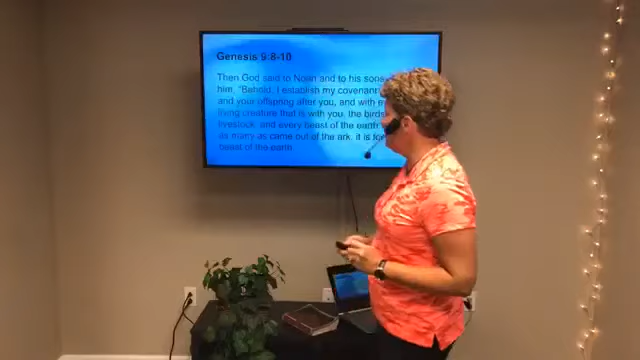 Genesis 9:8-10
Then God said to Noah and to his sons
him, "Behold, I establish my covenant
and your offspring after you, and with
living creature that is with you, the birds
livestock, and every beast of the earth
as many as came out of the ark, it is for
beast of the earth